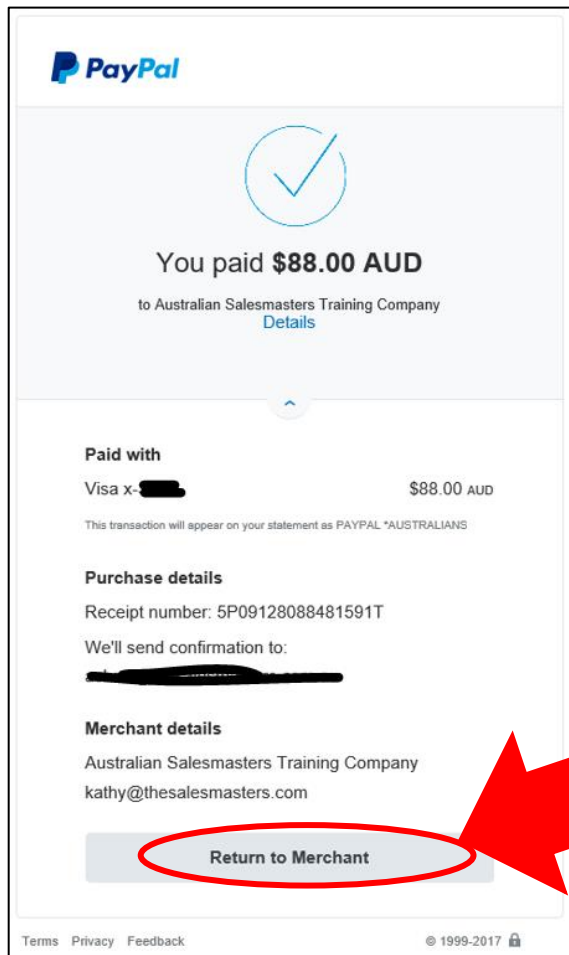 PayPal
You paid $88.00 AUD
to Australian Salesmasters Training Company
Details
Paid with
Visa x- $88.00 AUD
This transaction will appear on your statement as PAYPAL *AUSTRALIANS
Purchase details
Receipt number: 5P09128088481591T
We'll send confirmation to:
Merchant details
Australian Salesmasters Training Company
kathy@thesalesmasters.com
Return to Merchant
Terms Privacy Feedback © 1999-2017